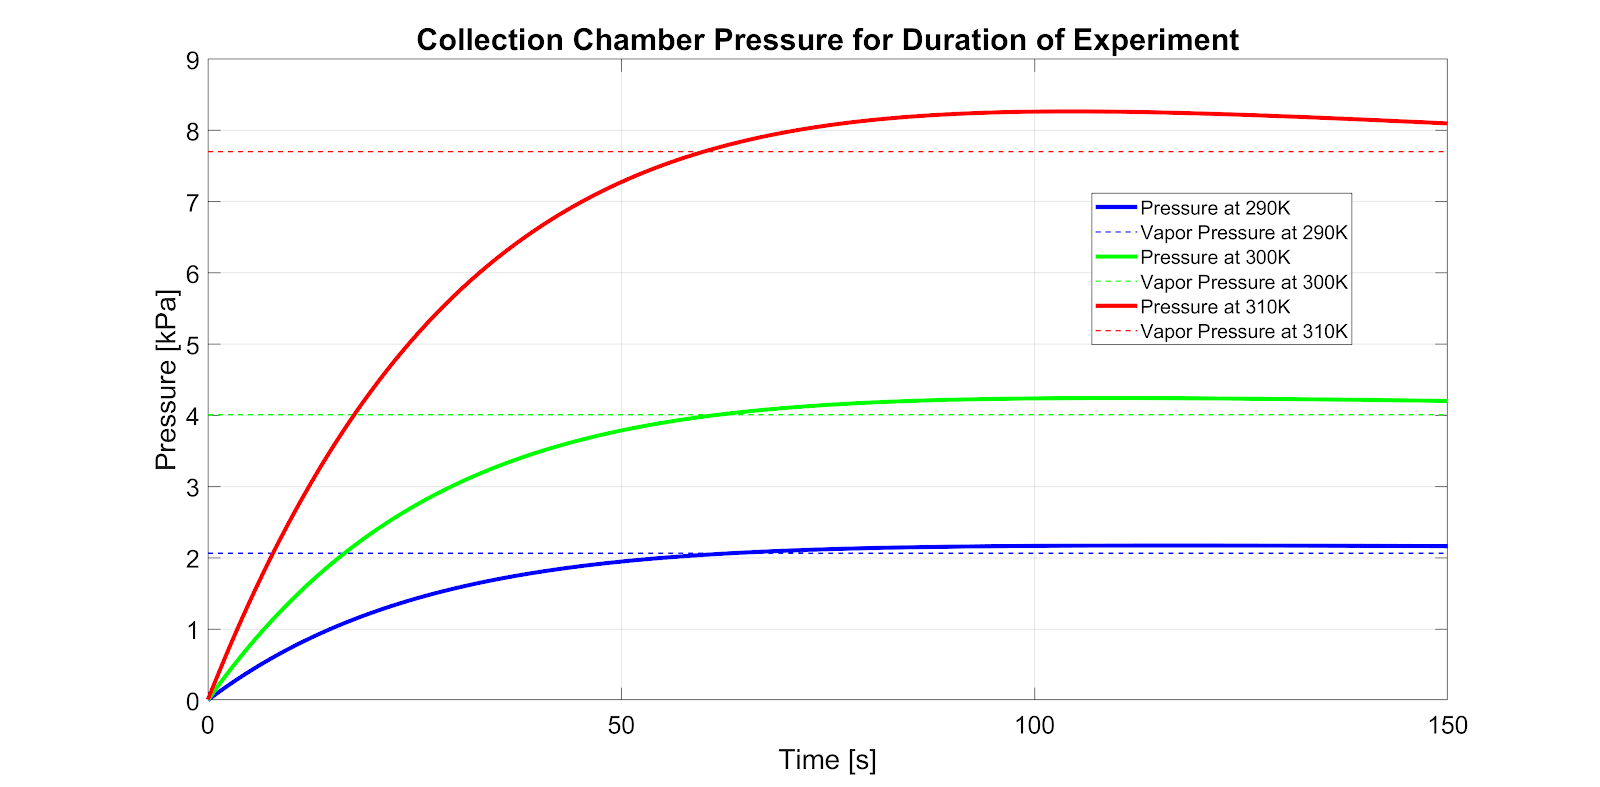 Collection Chamber Pressure for Duration of Experiment
9
8
7
6
5
4
3
2
1
0
Pressure [kPa]
Pressure at 290K
Vapor Pressure at 290K
Pressure at 300K
Vapor Pressure at 300K
Pressure at 310K
Vapor Pressure at 310K
0 50 100 150
Time [s]